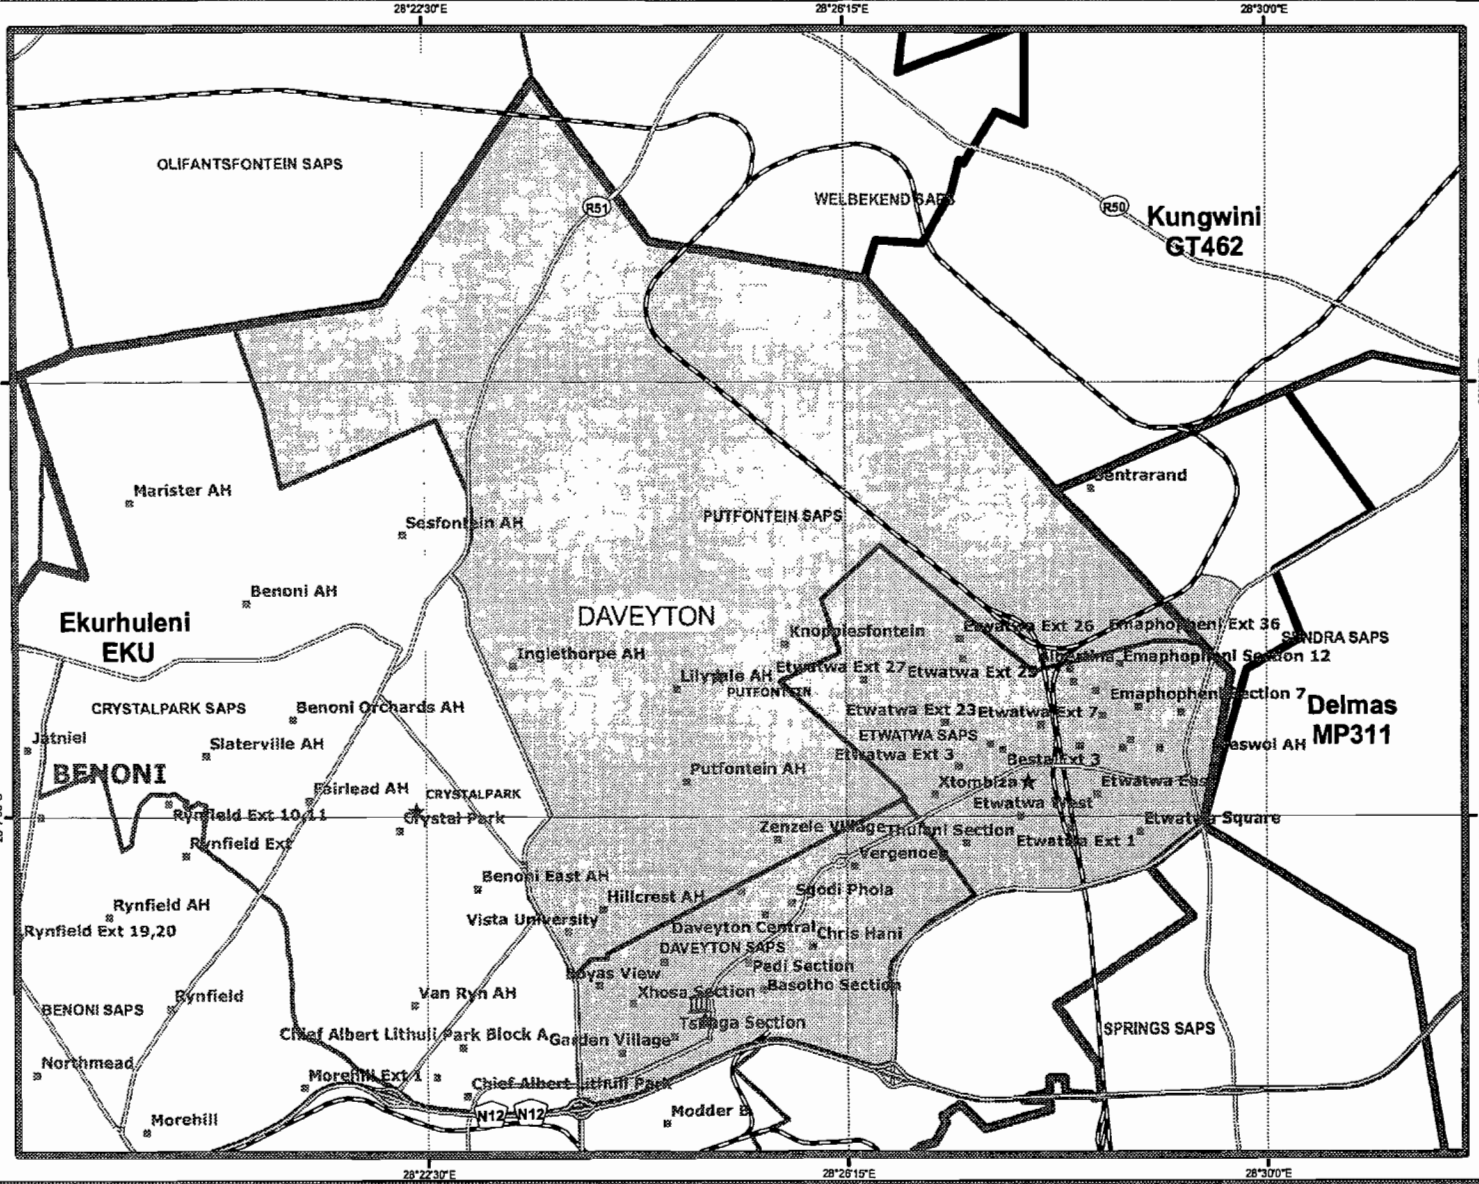 28°22'30"E
28°26'15"E
28°30'0"E
OLIFANTSFONTEIN SAPS
WELBEKEND SAPS
R51
R50
Kungwini
GT462
Marister AH
Sesfontein AH
PUTFONTEIN SAPS
Benoni AH
Ekurhuleni
EKU
DAVEYTON
Knoppiesfontein
Etwatwa Ext 26
Emaphopheni Ext 36
SENDRA SAPS
Inglethorpe AH
Etwatwa Ext 27
Etwatwa Ext 25
Emaphopheni Section 12
Lilyvale AH
PUTFONTEIN
Emaphopheni Section 7
CRYSTALPARK SAPS
Benoni Orchards AH
Etwatwa Ext 23
Etwatwa Ext 7
Delmas
MP311
Jatniel
Slaterville AH
ETWATWA SAPS
eswol AH
BENONI
Putfontein AH
Etwatwa Ext 3
Besta Ext 3
Fairlead AH
CRYSTALPARK
Xtombiza
Etwatwa East
Etwatwa West
Rynfield Ext 10,11
Crystal Park
Zenzele Village
Thulani Section
Etwatwa Square
Rynfield Ext
Vergenoeg
Etwatwa Ext 1
Benoni East AH
Hillcrest AH
Sgodi Phola
Rynfield AH
Vista University
Rynfield Ext 19,20
Daveyton Central
Chris Hani
DAVEYTON SAPS
Pedi Section
BENONI SAPS
Rynfield
Van Ryn AH
Xhosa Section
Basotho Section
Chief Albert Lithuli Park Block A
Garden Village
Tsonga Section
SPRINGS SAPS
Northmead
Morehill Ext 1
Chief Albert Lithuli Park
N12
N12
Modder B
Morehill
28°22'30"E
28°26'15"E
28°30'0"E